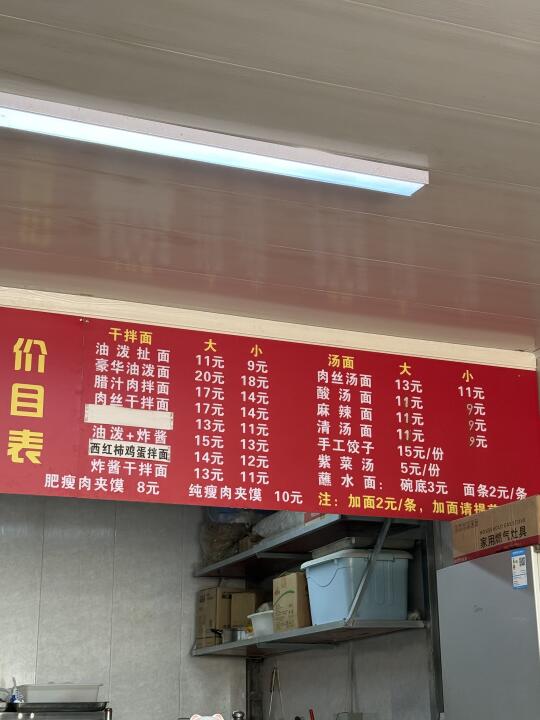 价目表
干拌面 大 小
油泼扯面 11元 9元
豪华油泼面 20元 18元
腊汁肉拌面 17元 14元
肉丝干拌面 17元 14元
13元 11元
油泼+炸酱 15元 13元
西红柿鸡蛋拌面 14元 12元
炸酱干拌面 13元 11元
肥瘦肉夹馍 8元 纯瘦肉夹馍 10元
汤面 大 小
肉丝汤面 13元 11元
酸汤面 11元 9元
麻辣面 11元 9元
清汤面 11元 9元
手工饺子 15元/份
紫菜汤 5元/份
蘸水面：碗底3元 面条2元/条
注：加面2元/条，加面请提
家用燃气灶具